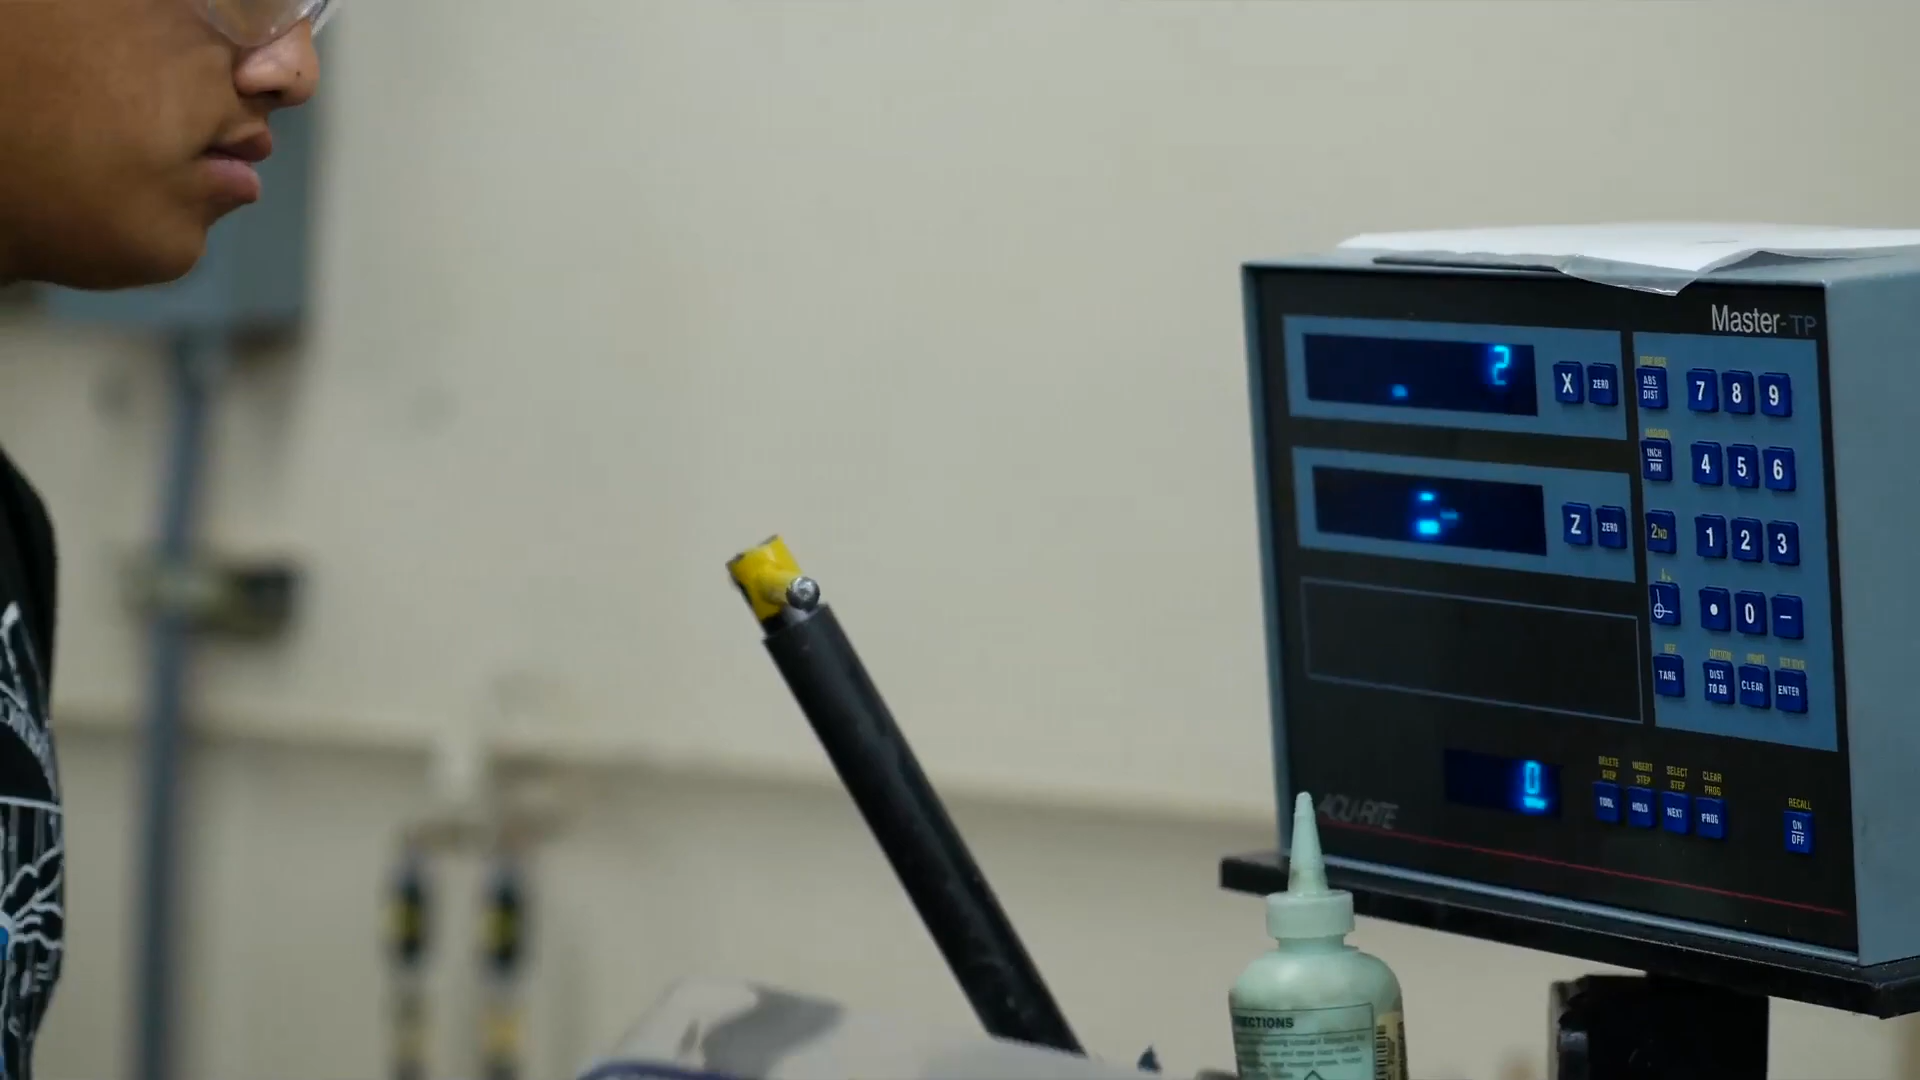 Master-TP
2
X ZERO
ABS DIST
7 8 9
INCH MM
4 5 6
Z ZERO
2ND
1 2 3
• 0 –
TARG
DIST TO GO
CLEAR
ENTER
0
DELETE STEP
INSERT STEP
SELECT STEP
CLEAR PROG
TOOL
HOLD
NEXT
PROG
RECALL
ON OFF
ACU-RITE
DIRECTIONS